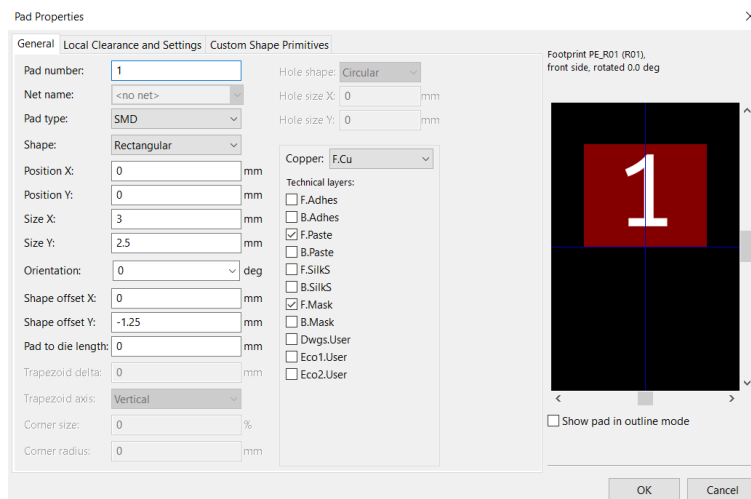 Pad Properties
General Local Clearance and Settings Custom Shape Primitives
Pad number: 1
Net name: <no net>
Pad type: SMD
Shape: Rectangular
Position X: 0 mm
Position Y: 0 mm
Size X: 3 mm
Size Y: 2.5 mm
Orientation: 0 deg
Shape offset X: 0 mm
Shape offset Y: -1.25 mm
Pad to die length: 0 mm
Trapezoid delta: 0 mm
Trapezoid axis: Vertical
Corner size: 0 %
Corner radius: 0 mm
Hole shape: Circular
Hole size X: 0 mm
Hole size Y: 0 mm
Copper: F.Cu
Technical layers:
F.Adhes
B.Adhes
F.Paste
B.Paste
F.SilkS
B.SilkS
F.Mask
B.Mask
Dwgs.User
Eco1.User
Eco2.User
Footprint PE_R01 (R01),
front side, rotated 0.0 deg
1
Show pad in outline mode
OK Cancel